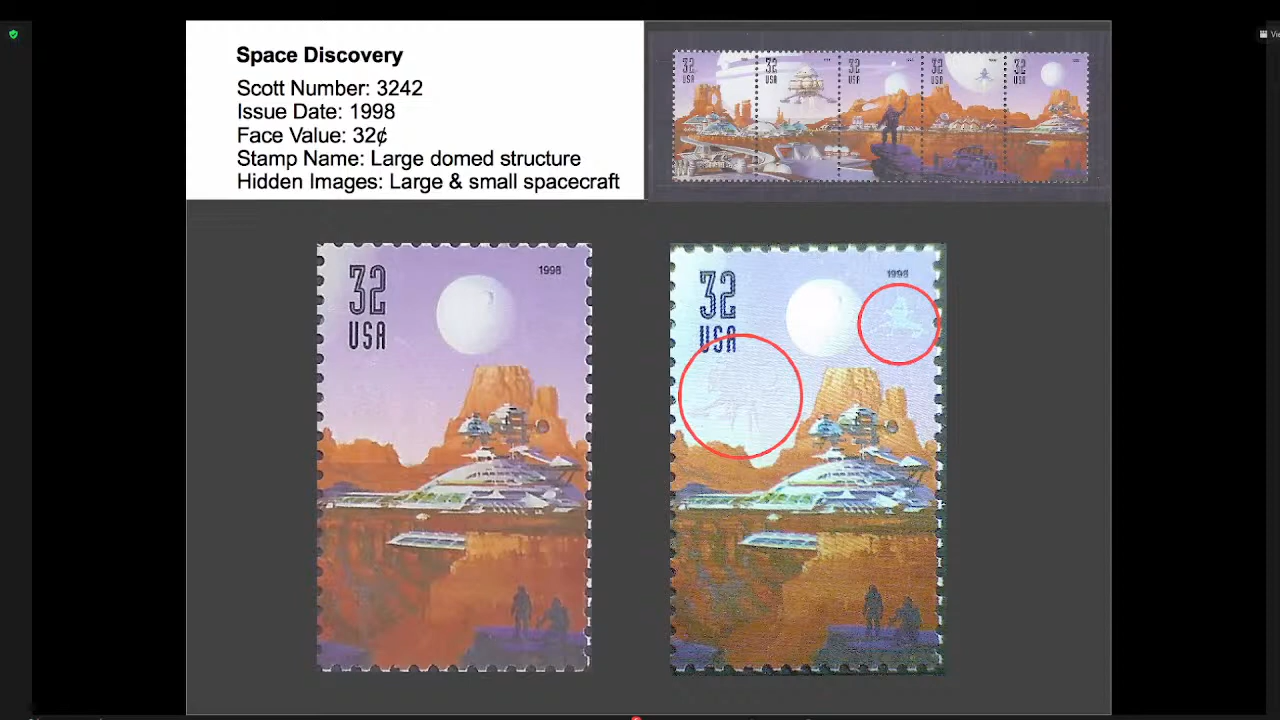 Space Discovery
Scott Number: 3242
Issue Date: 1998
Face Value: 32¢
Stamp Name: Large domed structure
Hidden Images: Large & small spacecraft
32
USA
32
USA
32
USA
32
USA
32
USA
32
USA
1998
32
USA
1998